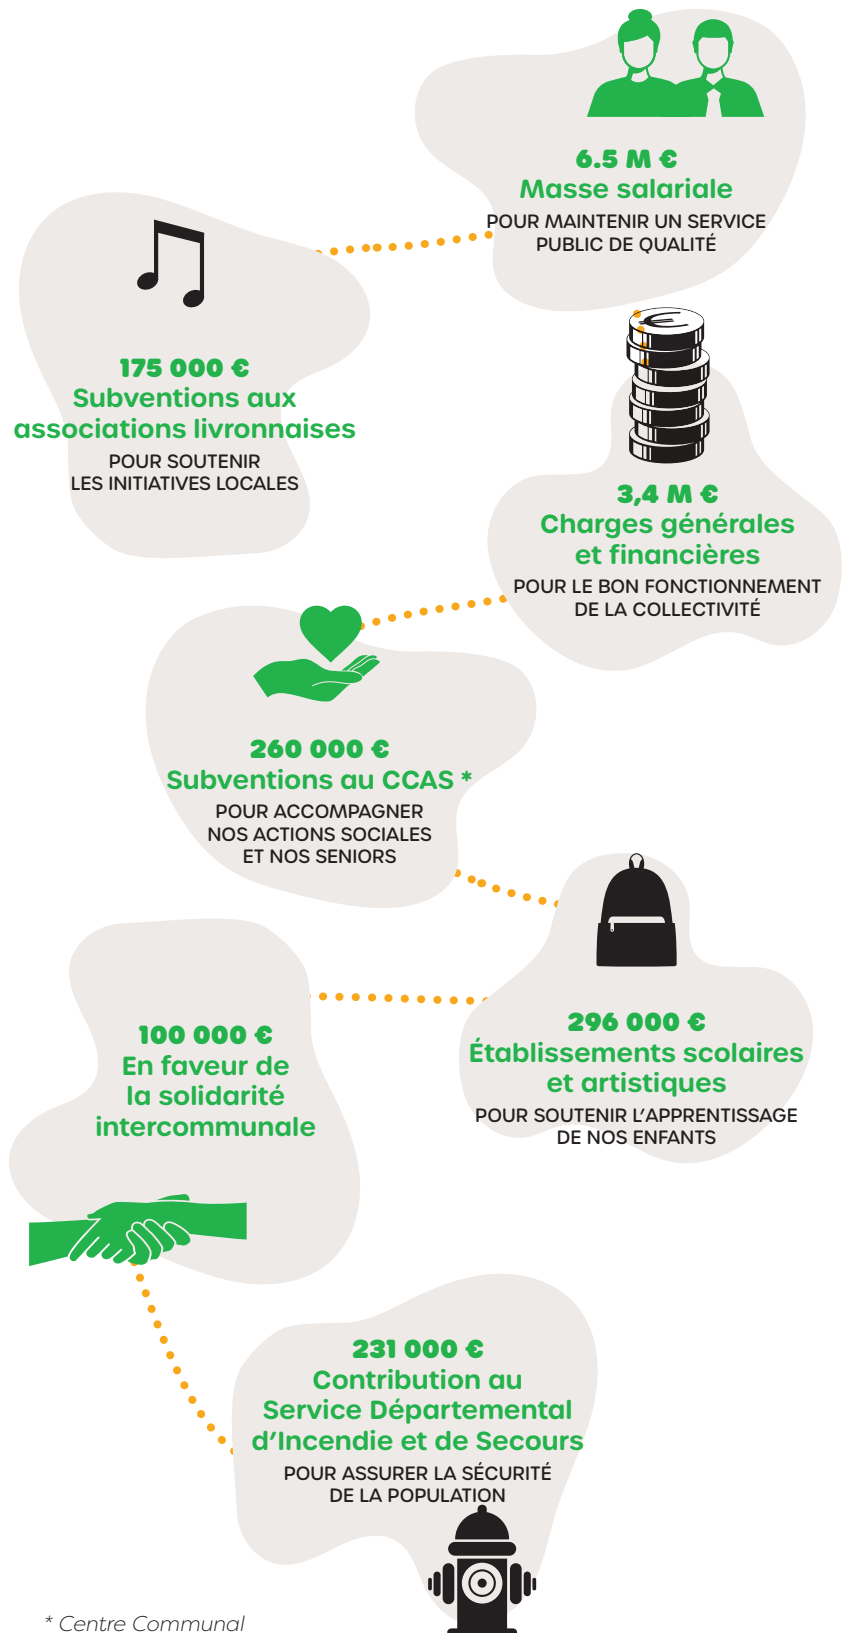 6.5 M €
Masse salariale
POUR MAINTENIR UN SERVICE
PUBLIC DE QUALITÉ
175 000 €
Subventions aux
associations livronnaises
POUR SOUTENIR
LES INITIATIVES LOCALES
3,4 M €
Charges générales
et financières
POUR LE BON FONCTIONNEMENT
DE LA COLLECTIVITÉ
260 000 €
Subventions au CCAS *
POUR ACCOMPAGNER
NOS ACTIONS SOCIALES
ET NOS SENIORS
296 000 €
Établissements scolaires
et artistiques
POUR SOUTENIR L'APPRENTISSAGE
DE NOS ENFANTS
100 000 €
En faveur de
la solidarité
intercommunale
231 000 €
Contribution au
Service Départemental
d'Incendie et de Secours
POUR ASSURER LA SÉCURITÉ
DE LA POPULATION
* Centre Communal